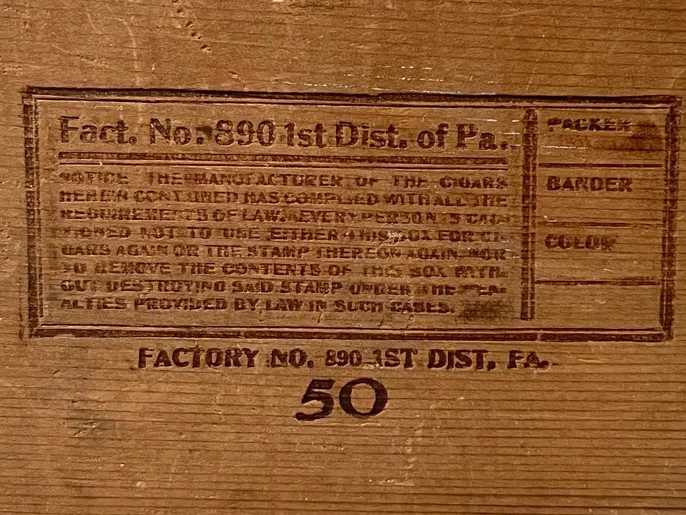 Fact. No. 890 1st Dist. of Pa.
NOTICE THE MANUFACTURER OF THE CIGARS
HEREIN CONTAINED HAS COMPLIED WITH ALL THE
REQUIREMENTS OF LAW. EVERY PERSON IS CAU-
TIONED NOT TO USE EITHER THIS BOX FOR CI-
GARS AGAIN OR THE STAMP THEREON AGAIN, NOR
TO REMOVE THE CONTENTS OF THIS BOX WITH-
OUT DESTROYING SAID STAMP UNDER THE PEN-
ALTIES PROVIDED BY LAW IN SUCH CASES.
PACKER
BANDER
COLOR
FACTORY NO. 890 1ST DIST. PA.
50